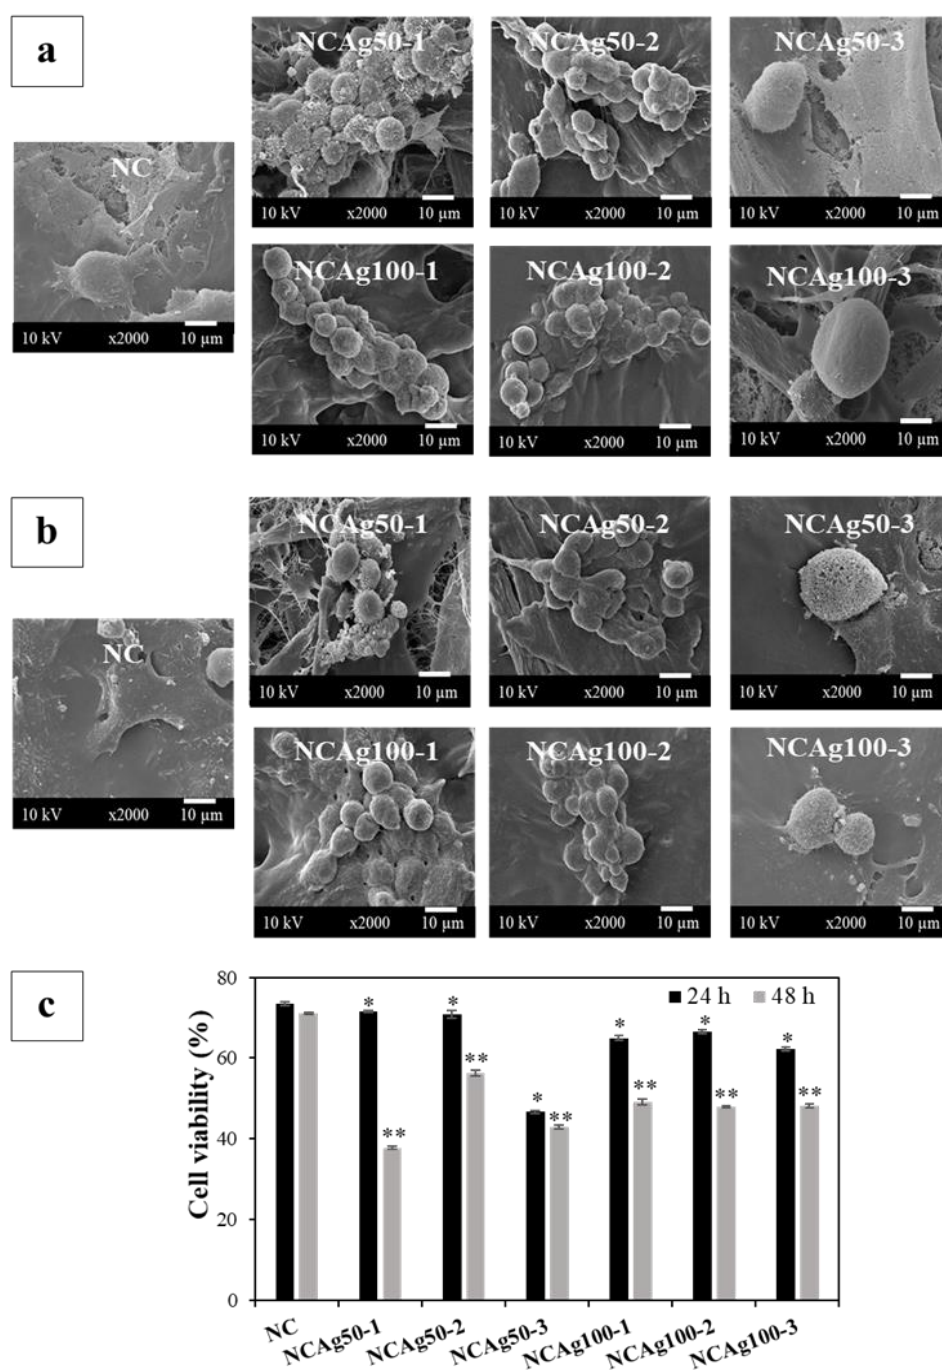 a
NC
10 kV x2000 10 µm
NCAg50-1
10 kV x2000 10 µm
NCAg50-2
10 kV x2000 10 µm
NCAg50-3
10 kV x2000 10 µm
NCAg100-1
10 kV x2000 10 µm
NCAg100-2
10 kV x2000 10 µm
NCAg100-3
10 kV x2000 10 µm
b
NC
10 kV x2000 10 µm
NCAg50-1
10 kV x2000 10 µm
NCAg50-2
10 kV x2000 10 µm
NCAg50-3
10 kV x2000 10 µm
NCAg100-1
10 kV x2000 10 µm
NCAg100-2
10 kV x2000 10 µm
NCAg100-3
10 kV x2000 10 µm
c
Cell viability (%)
80
60
40
20
0
24 h 48 h
*
**
*
**
*
**
*
**
*
**
*
**
NC
NCAg50-1
NCAg50-2
NCAg50-3
NCAg100-1
NCAg100-2
NCAg100-3